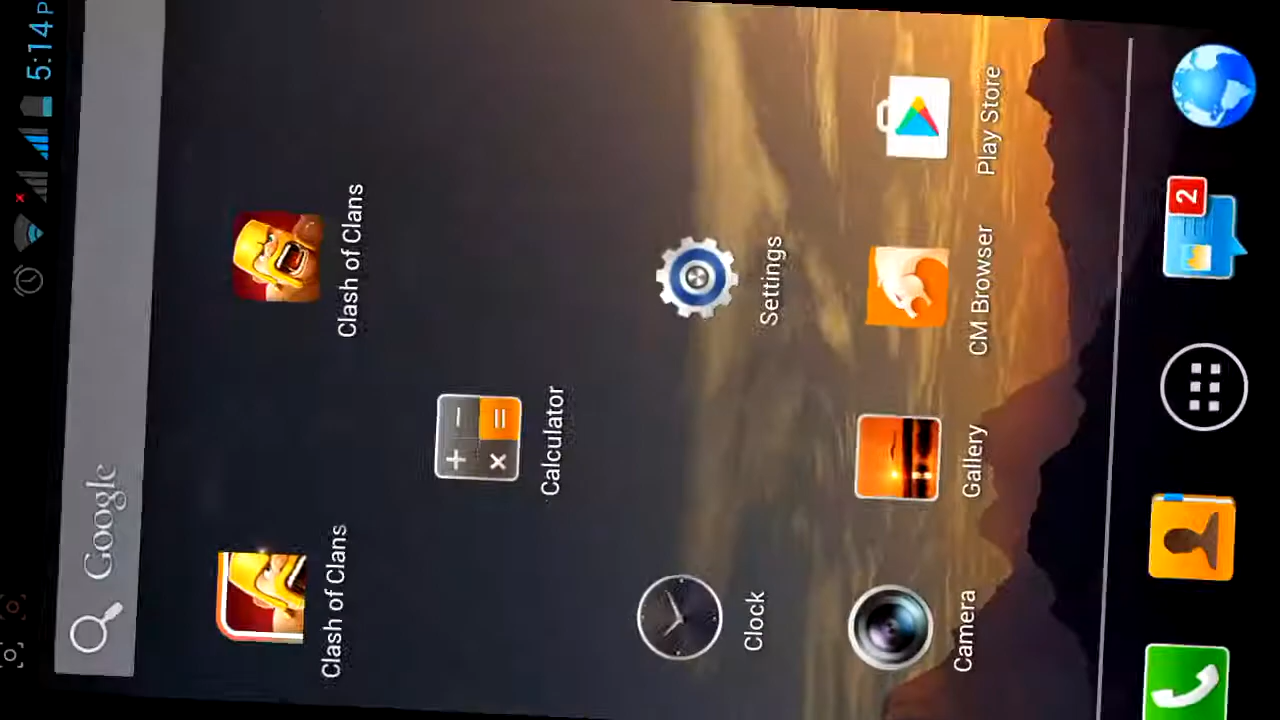 5:14 P
Google
Clash of Clans
Clash of Clans
Calculator
Clock
Settings
Camera
Gallery
CM Browser
Play Store
2